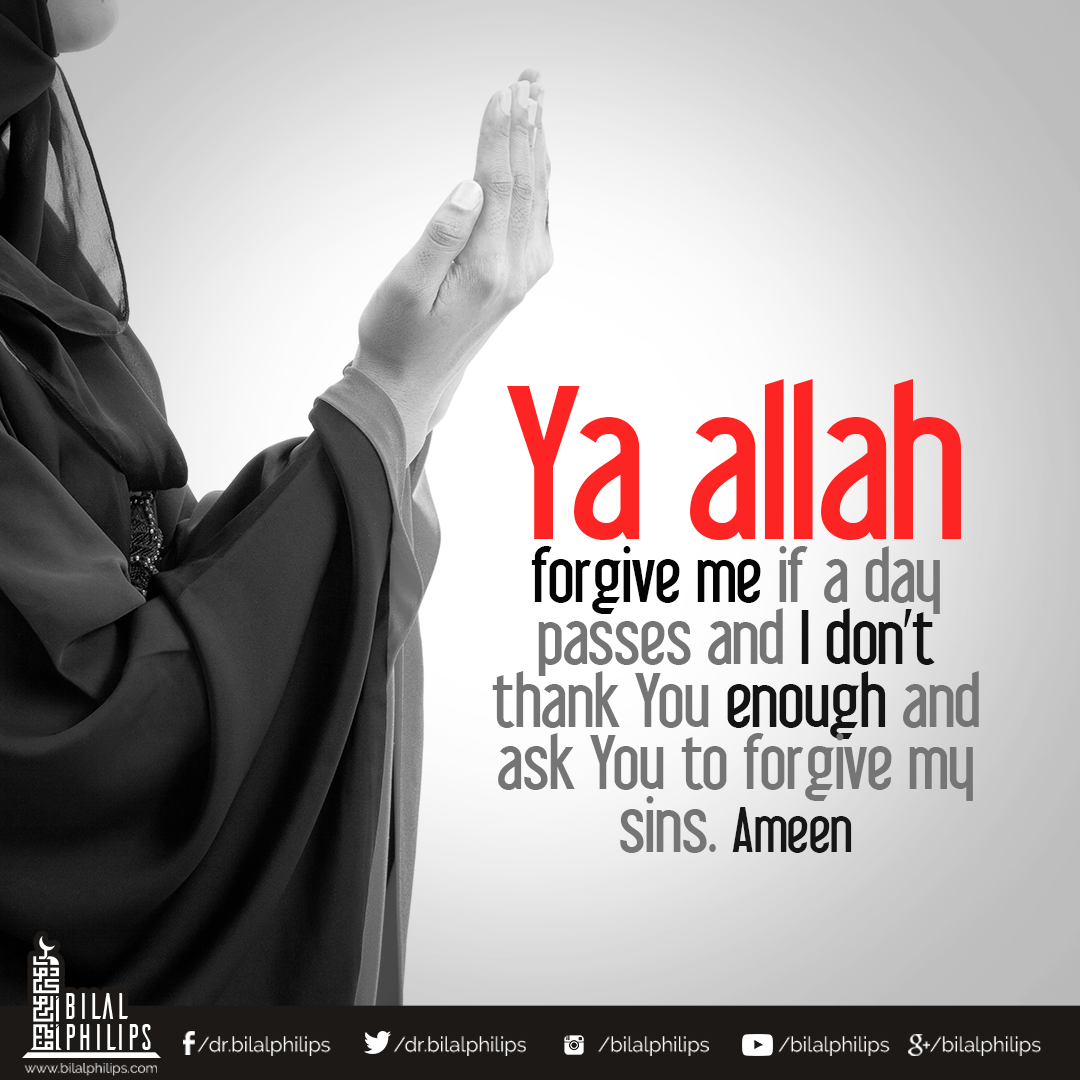 Ya allah
forgive me if a day
passes and I don't
thank You enough and
ask You to forgive my
sins. Ameen
BILAL
PHILIPS
www.bilalphilips.com
f/dr.bilalphilips /dr.bilalphilips /bilalphilips /bilalphilips g+/bilalphilips